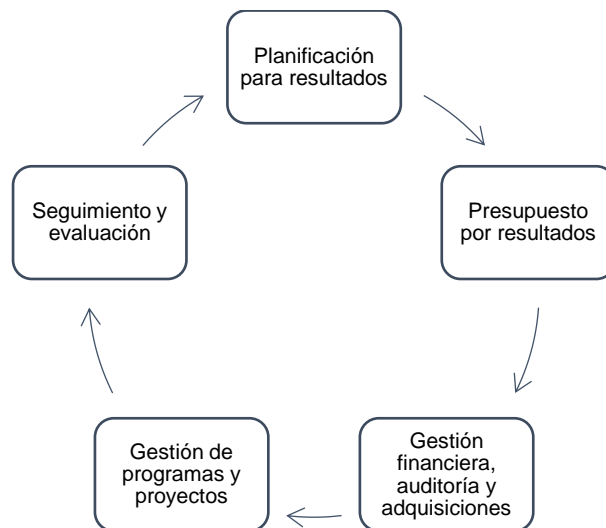 Planificación
para resultados
Presupuesto
por resultados
Gestión
financiera,
auditoría y
adquisiciones
Gestión de
programas y
proyectos
Seguimiento y
evaluación